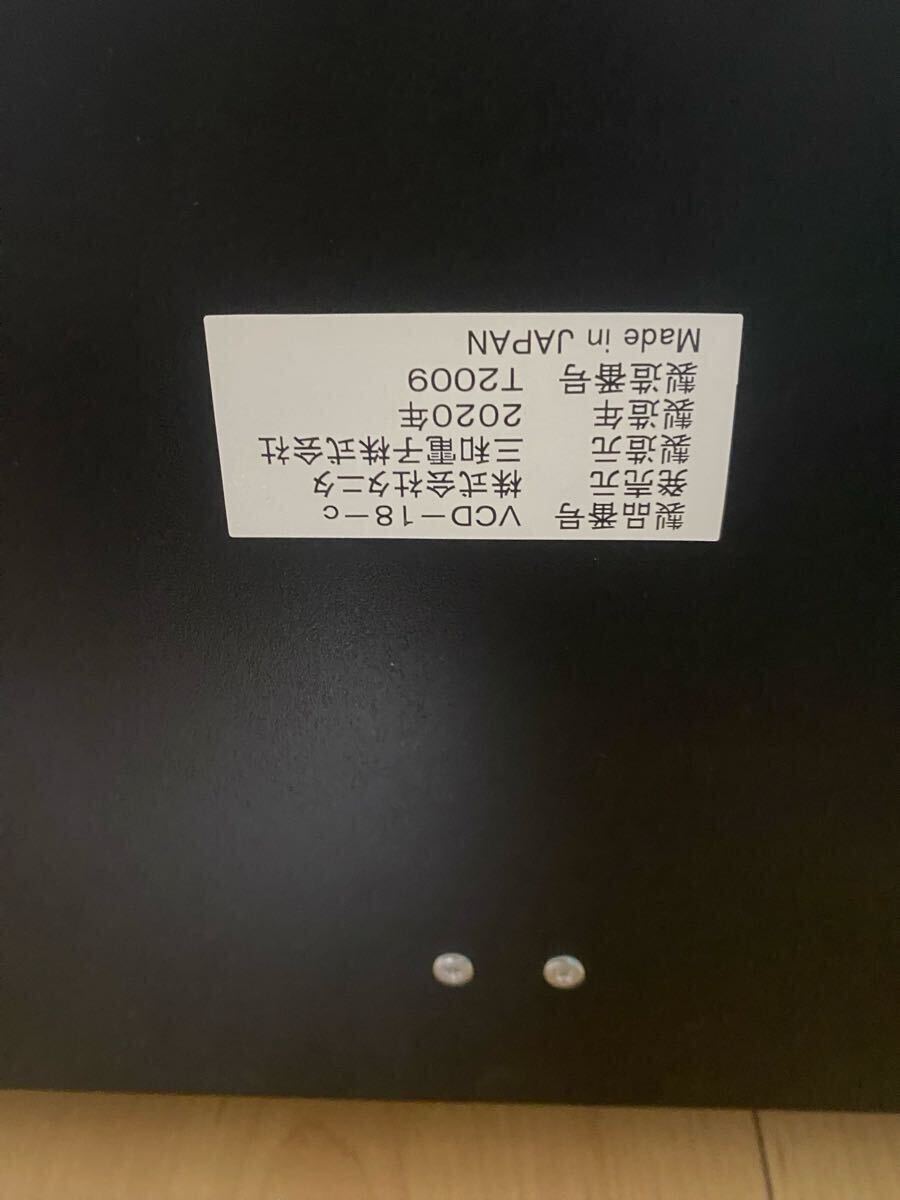 製品番号 VCD－18－c
発売元 株式会社タニタ
製造元 三和電子株式会社
製造年 2020年
製造番号 T2009
Made in JAPAN